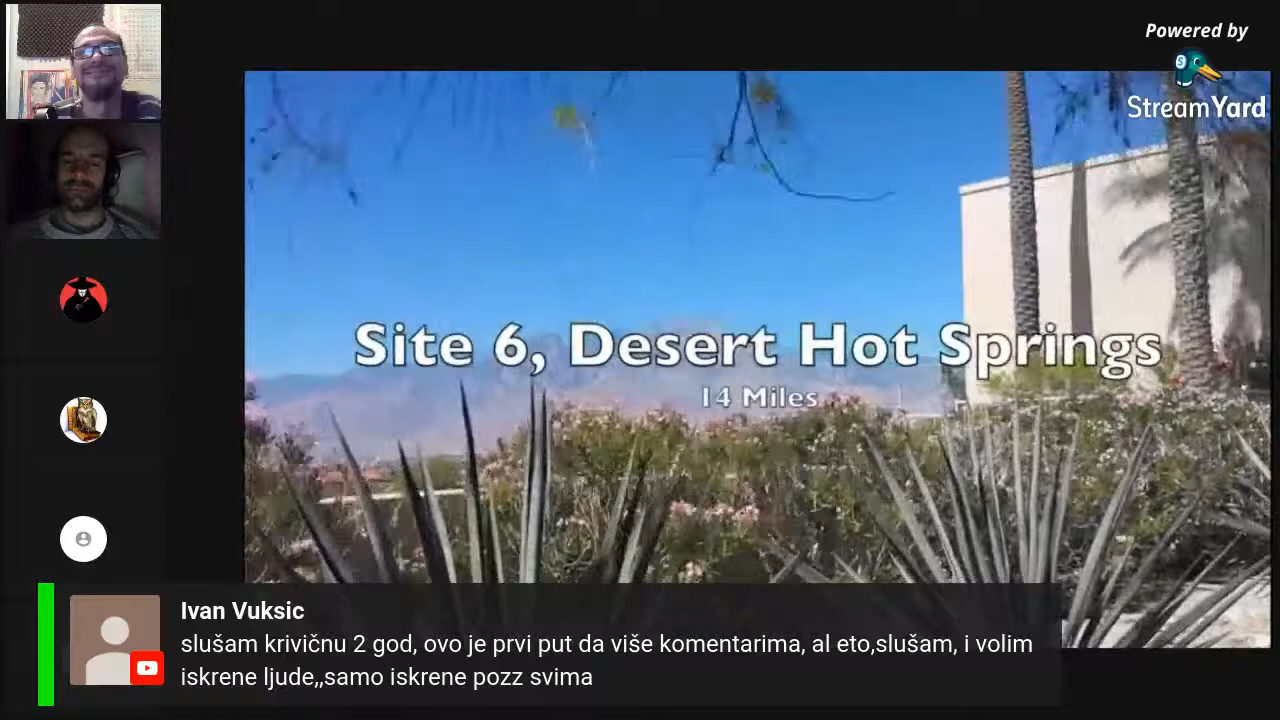 Powered by
StreamYard
Site 6, Desert Hot Springs
14 Miles
Ivan Vuksic
slušam krivičnu 2 god, ovo je prvi put da više komentarima, al eto,slušam, i volim
iskrene ljude,,samo iskrene pozz svima